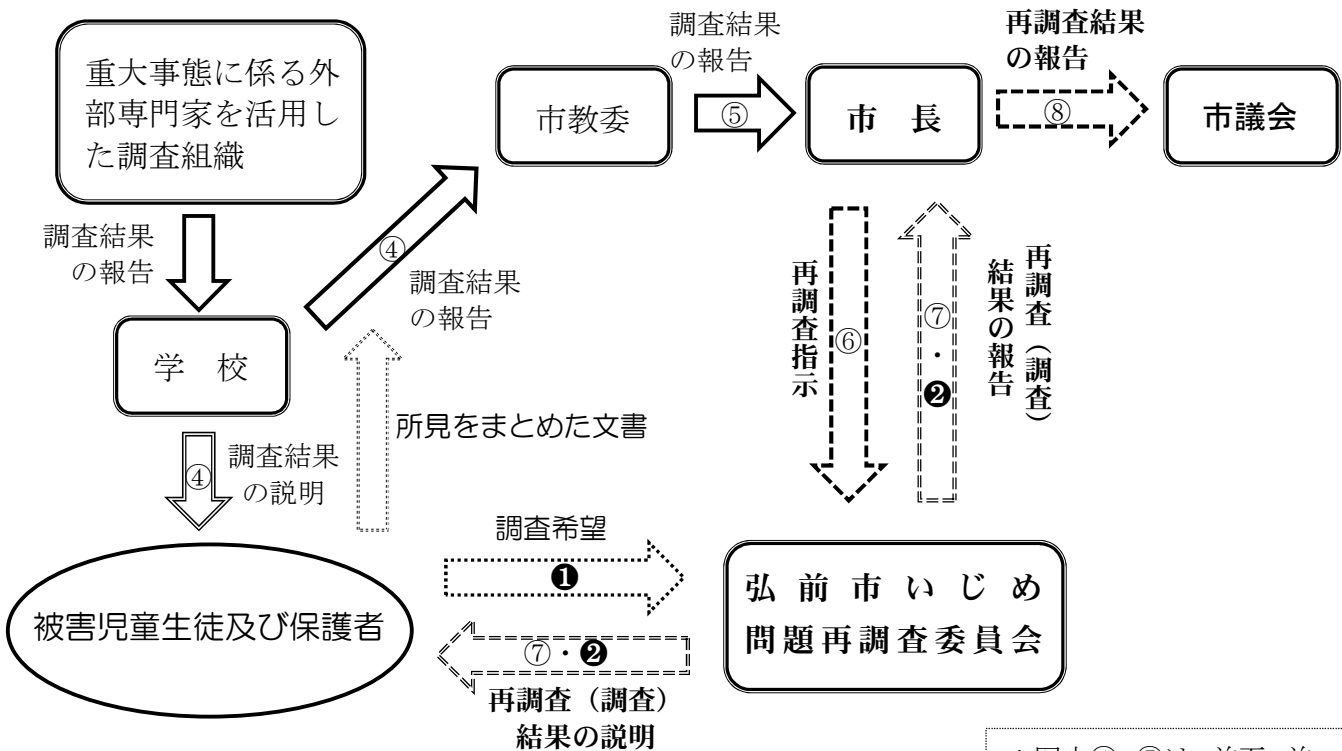 重大事態に係る外
部専門家を活用し
た調査組織
調査結果
の報告
市教委
⑤
市 長
再調査結果
の報告
⑧
市議会
調査結果
の報告
④
調査結果
の報告
学 校
④
調査結果
の説明
所見をまとめた文書
再調査指示
⑥
⑦・❷
再調査（調査）
結果の報告
被害児童生徒及び保護者
調査希望
❶
⑦・❷
再調査（調査）
結果の説明
弘前市いじめ
問題再調査委員会